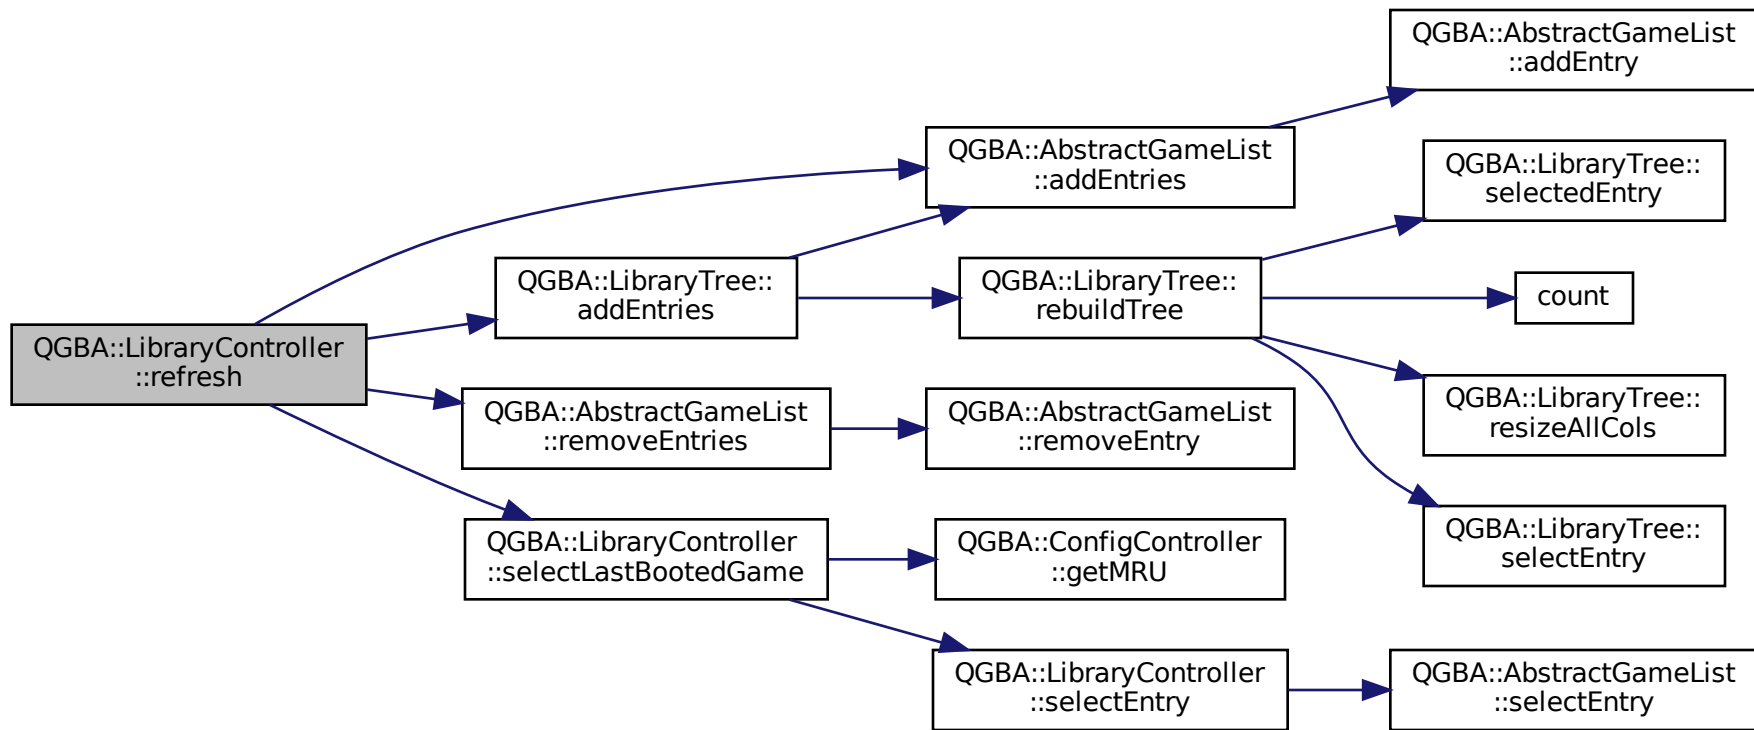 QGBA::LibraryController
::refresh
QGBA::AbstractGameList
::addEntries
QGBA::AbstractGameList
::addEntry
QGBA::LibraryTree::
addEntries
QGBA::LibraryTree::
rebuildTree
QGBA::LibraryTree::
selectedEntry
count
QGBA::LibraryTree::
resizeAllCols
QGBA::LibraryTree::
selectEntry
QGBA::AbstractGameList
::removeEntries
QGBA::AbstractGameList
::removeEntry
QGBA::LibraryController
::selectLastBootedGame
QGBA::ConfigController
::getMRU
QGBA::LibraryController
::selectEntry
QGBA::AbstractGameList
::selectEntry